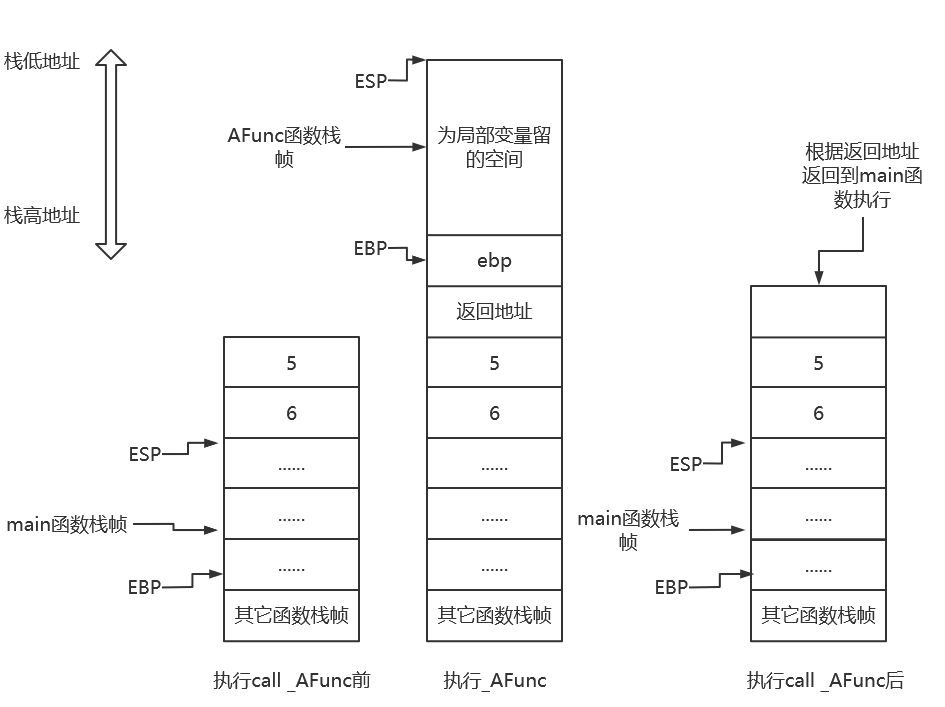 栈低地址
栈高地址
ESP
AFunc函数栈
帧
EBP
为局部变量留
的空间
ebp
返回地址
5
6
......
......
......
其它函数栈帧
执行_AFunc
5
6
......
......
......
其它函数栈帧
ESP
main函数栈帧
EBP
执行call _AFunc前
根据返回地址
返回到main函
数执行
5
6
......
......
......
其它函数栈帧
ESP
main函数栈
帧
EBP
执行call _AFunc后